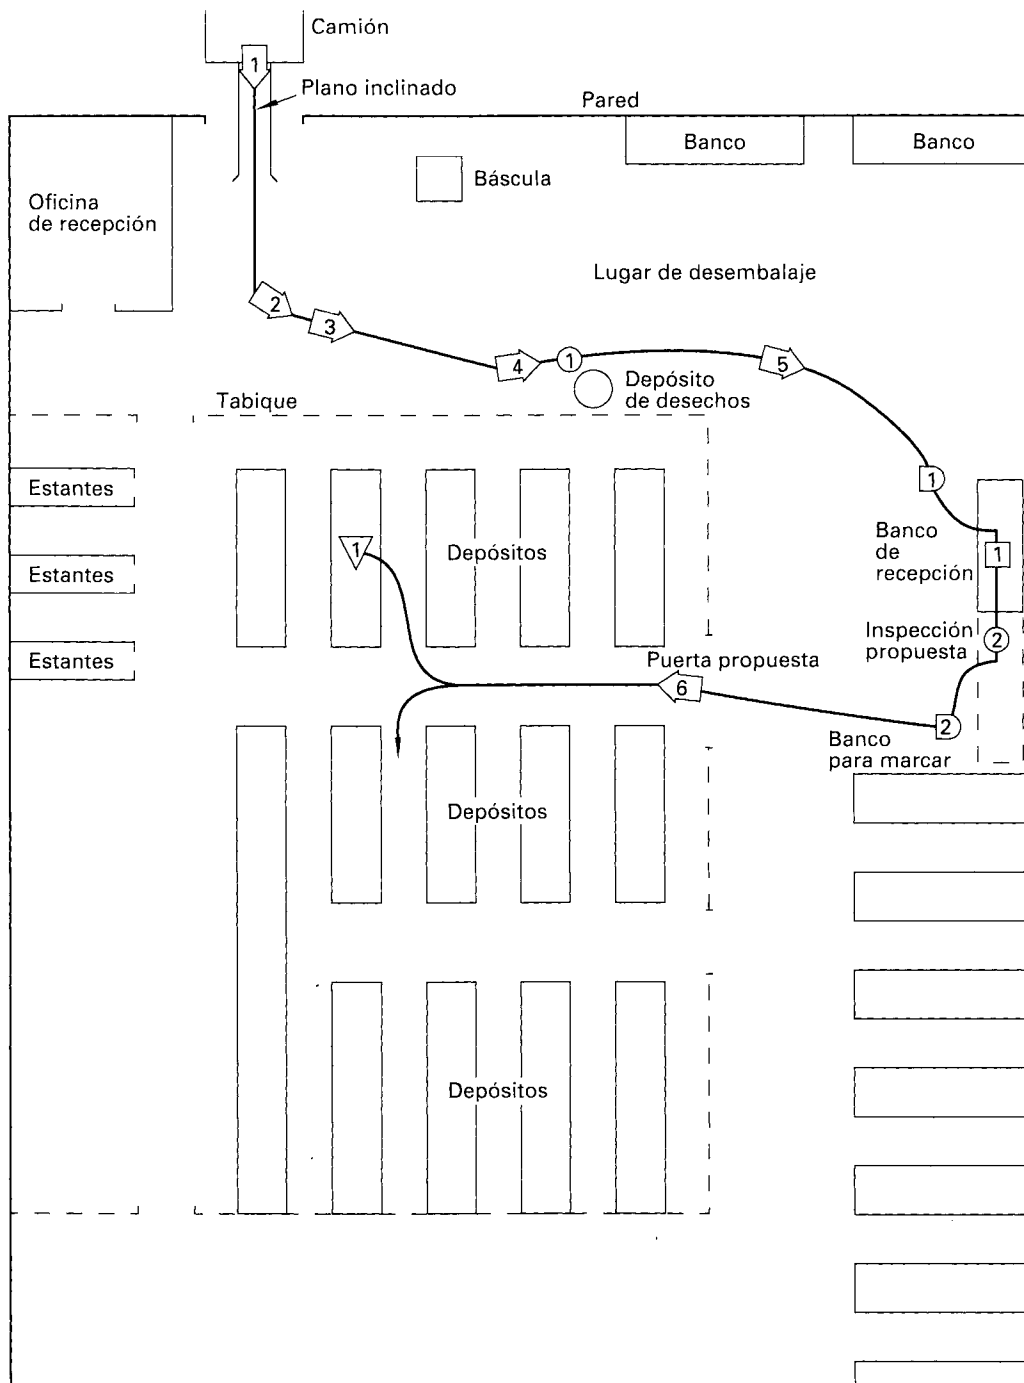 Camión
1
Plano inclinado
Pared
Banco
Banco
Báscula
Oficina
de recepción
Lugar de desembalaje
2
3
4
1
5
Depósito
de desechos
Tabique
1
Estantes
Banco
de
recepción
1
1
Depósitos
Estantes
Inspección
propuesta
2
Estantes
Puerta propuesta
6
2
Banco
para marcar
Depósitos
Depósitos